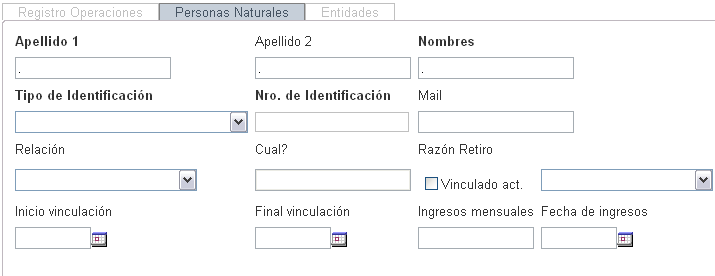 Registro Operaciones Personas Naturales Entidades
Apellido 1 Apellido 2 Nombres
. . .
Tipo de Identificación Nro. de Identificación Mail
Relación Cual? Razón Retiro
Vinculado act.
Inicio vinculación Final vinculación Ingresos mensuales Fecha de ingresos